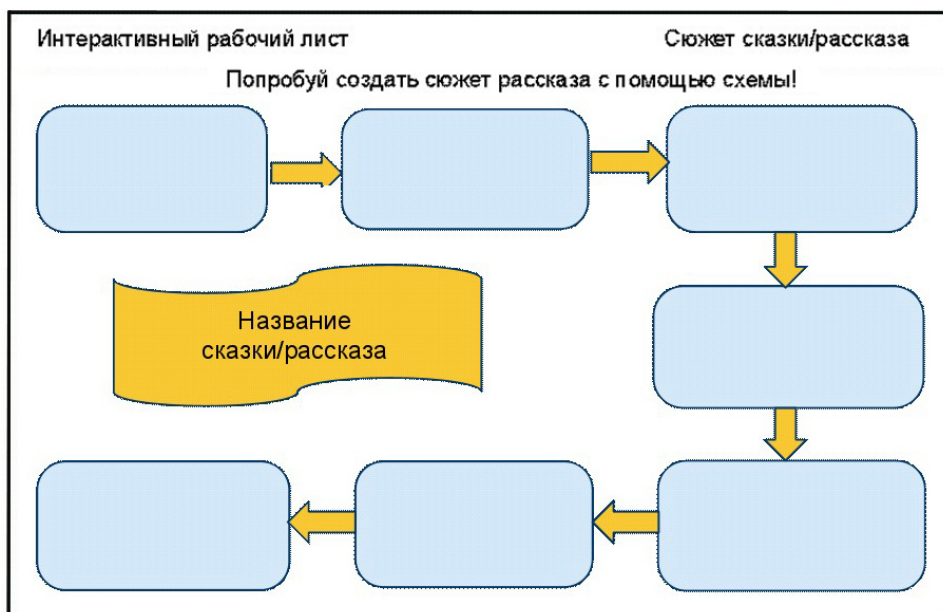 Интерактивный рабочий лист
Сюжет сказки/рассказа
Попробуй создать сюжет рассказа с помощью схемы!
Название
сказки/рассказа